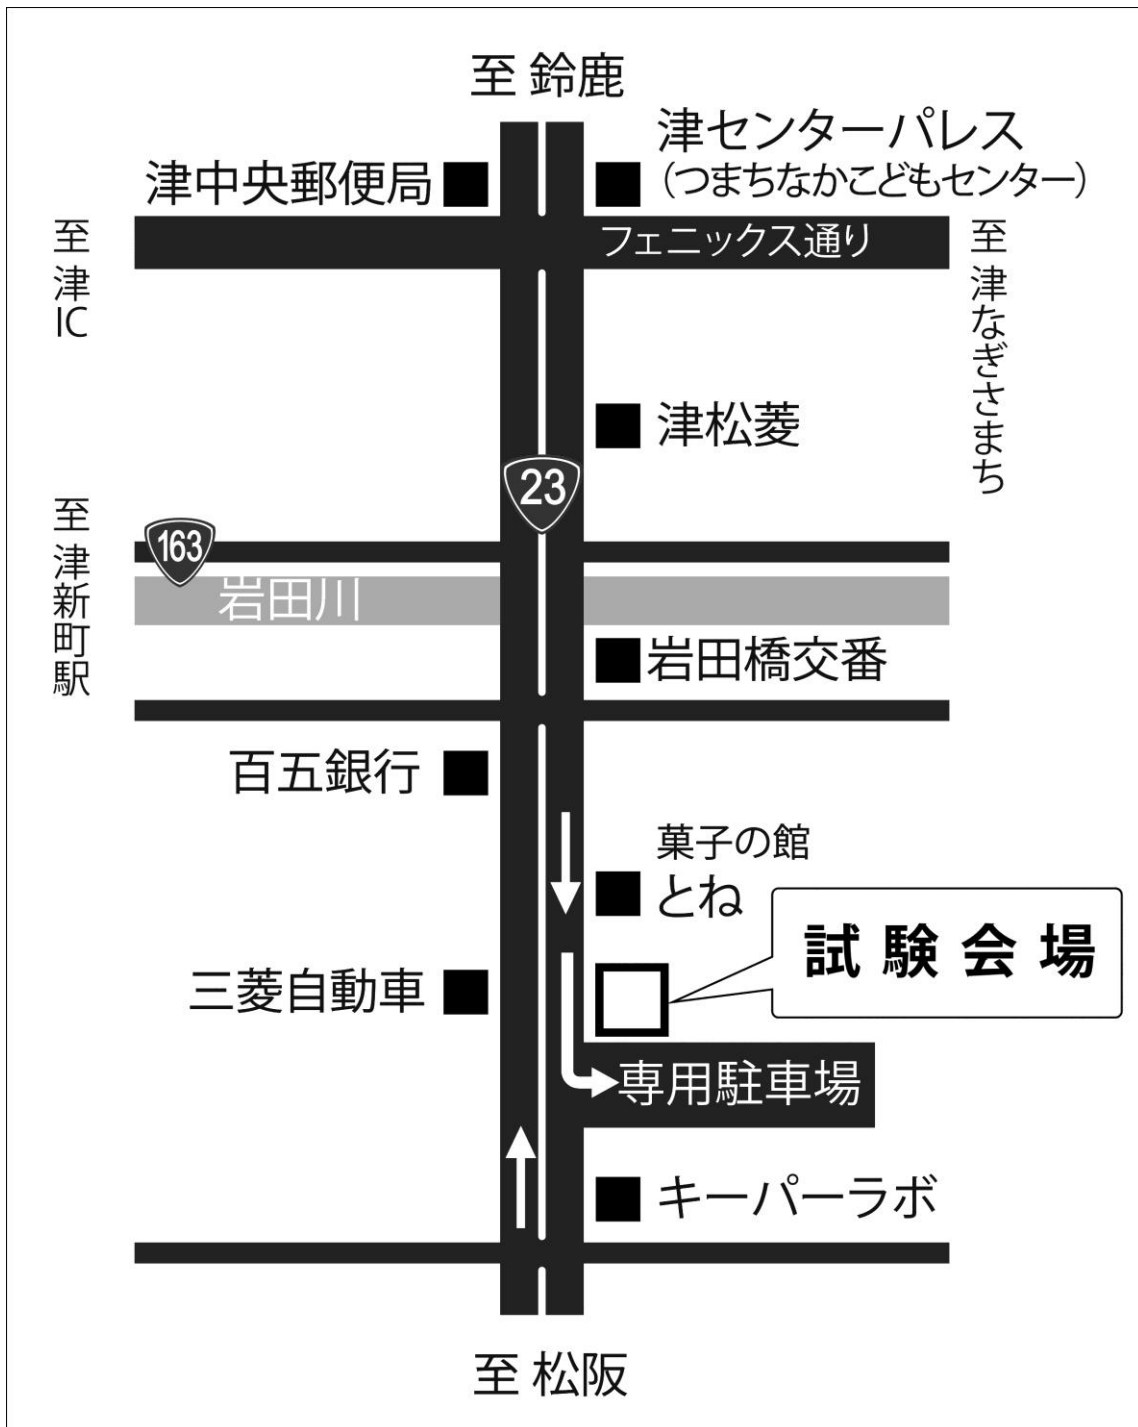 至 鈴鹿
津中央郵便局
津センターパレス
（つまちなかこどもセンター）
フェニックス通り
至 津IC
至 津なぎさまち
津松菱
23
163
至 津新町駅
岩田川
岩田橋交番
百五銀行
菓子の館
とね
試験会場
三菱自動車
専用駐車場
キーパーラボ
至 松阪